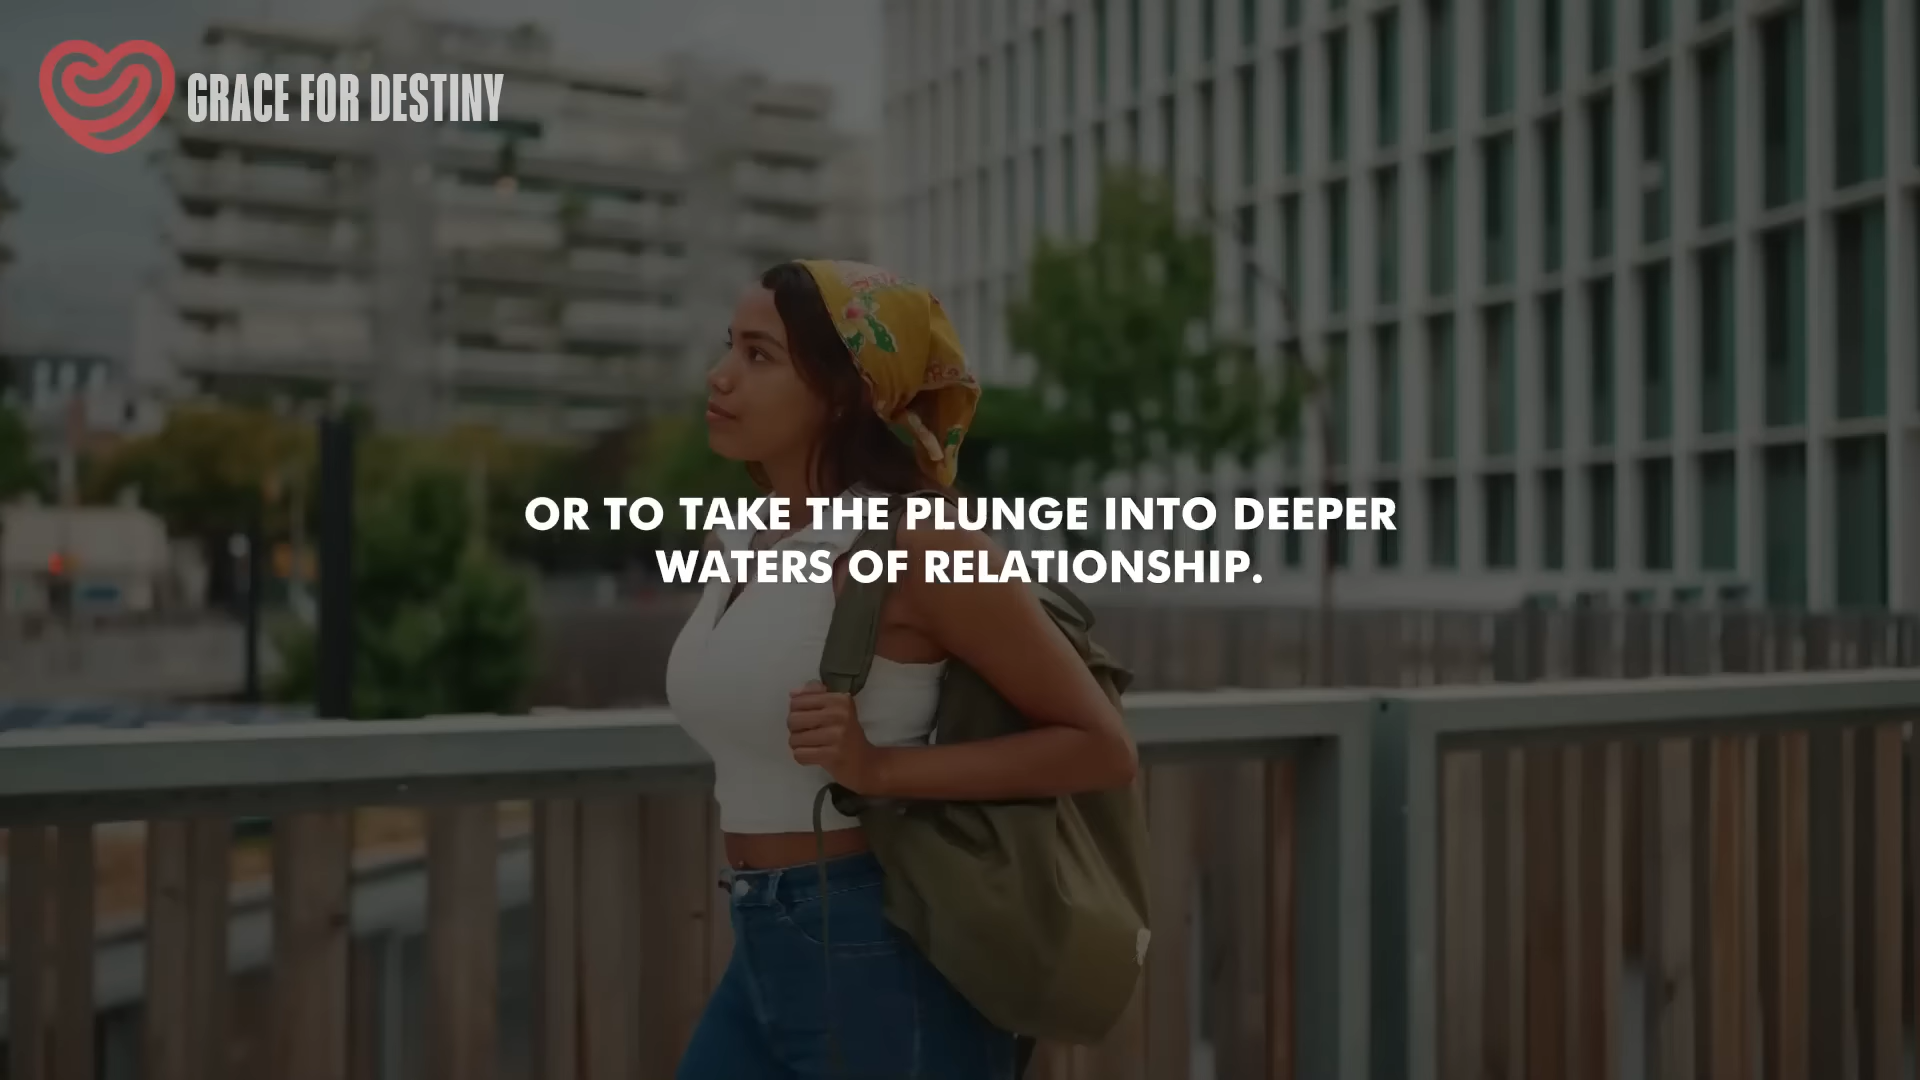 GRACE FOR DESTINY
OR TO TAKE THE PLUNGE INTO DEEPER
WATERS OF RELATIONSHIP.